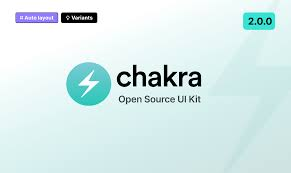 # Auto layout
Variants
2.0.0
chakra
Open Source UI Kit